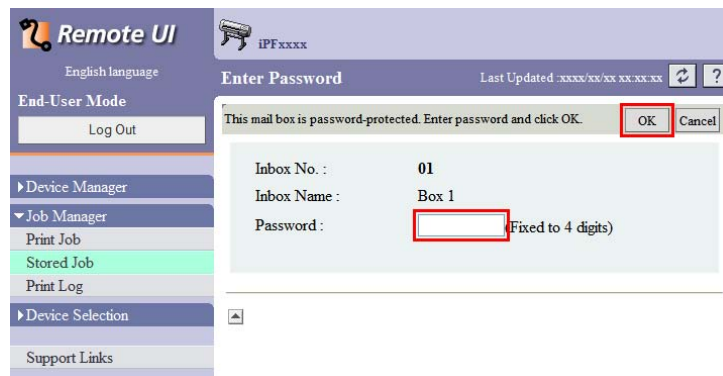 Remote UI
English language
End-User Mode
Log Out
Device Manager
Job Manager
Print Job
Stored Job
Print Log
Device Selection
Support Links
iPFxxxx
Enter Password
Last Updated :xxxx/xx/xx xx:xx:xx
?
This mail box is password-protected. Enter password and click OK.
OK
Cancel
Inbox No. : 01
Inbox Name : Box 1
Password : (Fixed to 4 digits)